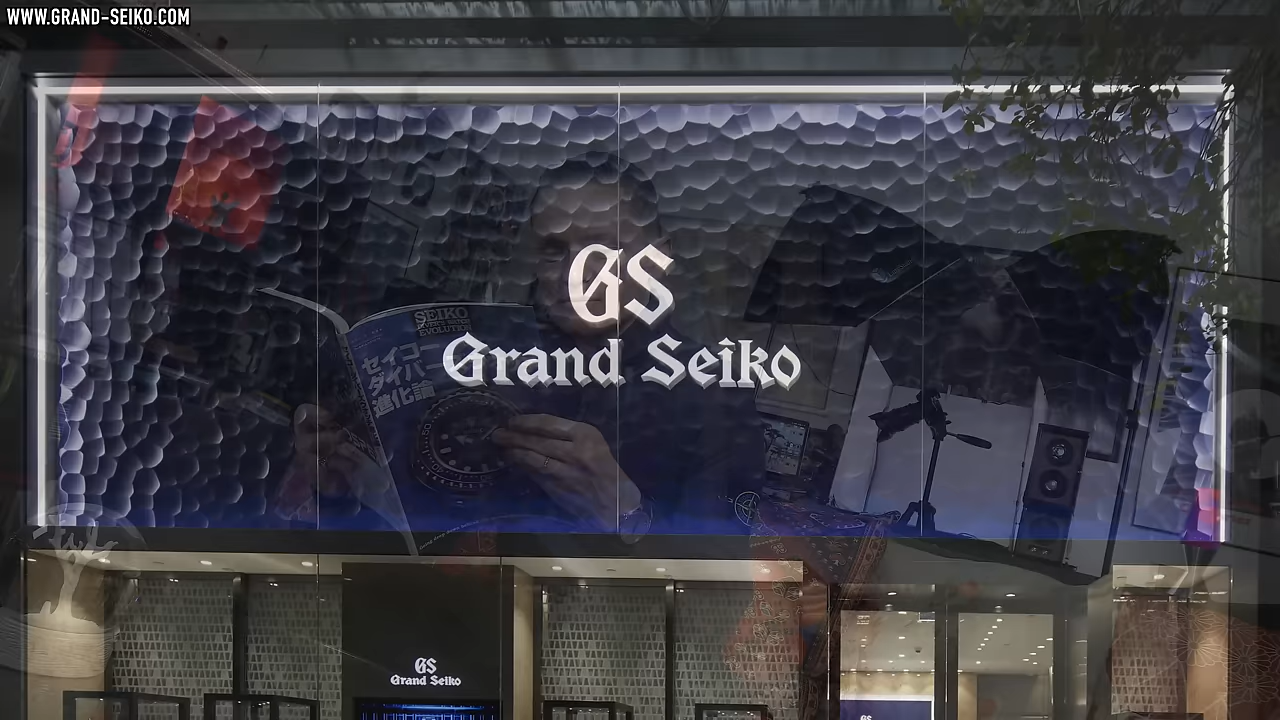 WWW.GRAND-SEIKO.COM
GS
Grand Seiko
SEIKO
DIVER'S WATCH
EVOLUTION
セイコー
ダイバー
進化論
GS
Grand Seiko
GS